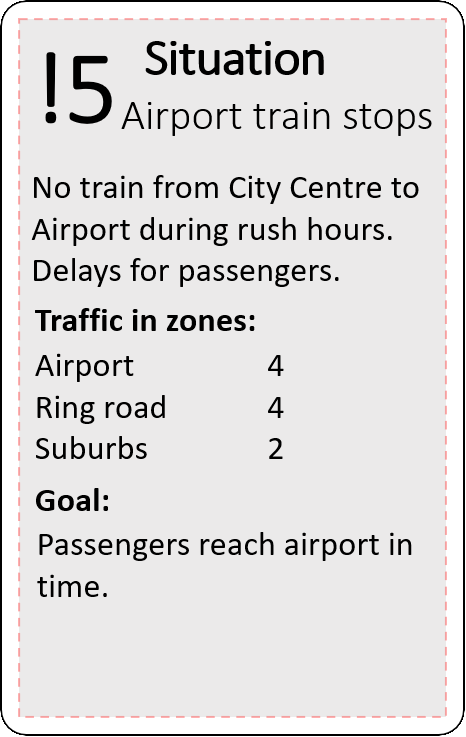 !5 Situation
Airport train stops
No train from City Centre to
Airport during rush hours.
Delays for passengers.
Traffic in zones:
Airport 4
Ring road 4
Suburbs 2
Goal:
Passengers reach airport in
time.